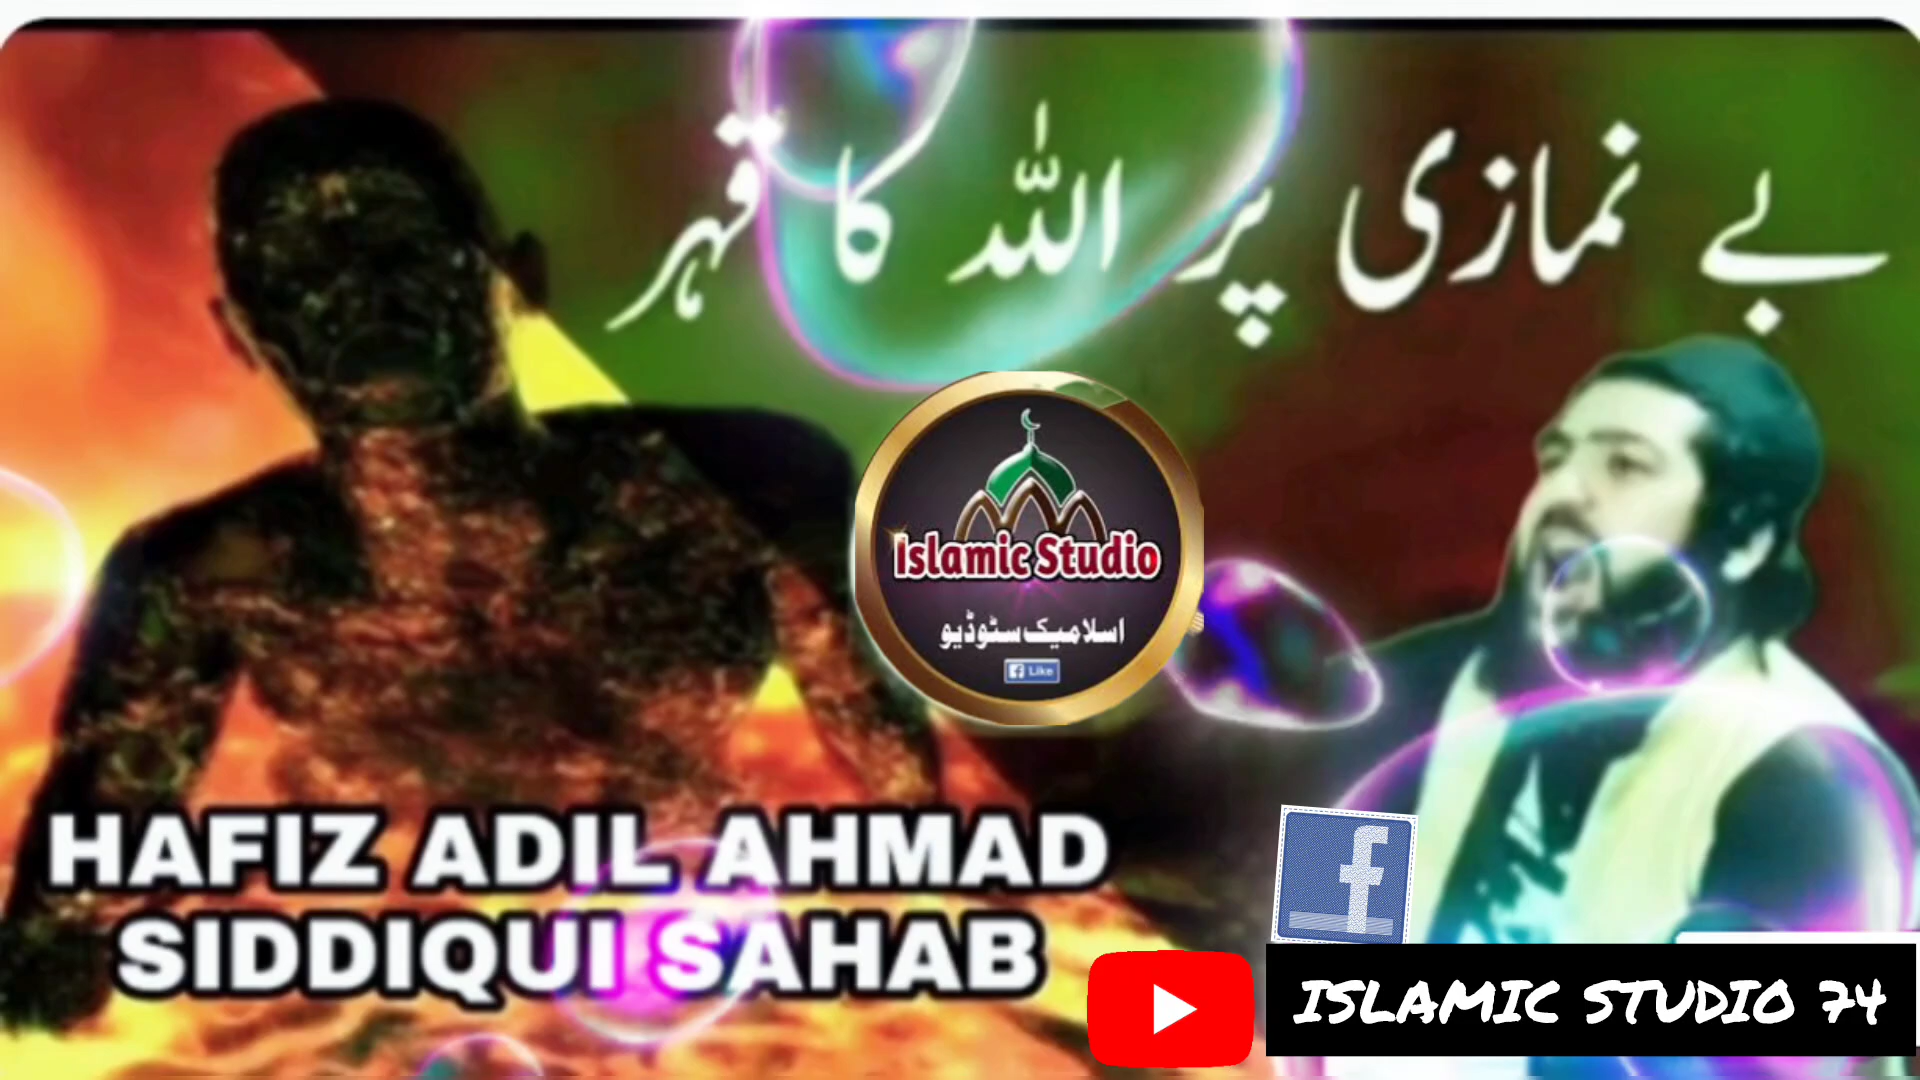 بے نمازی پر اللہ کا قہر
Islamic Studio
اسلامیک سٹوڈیو
f Like
HAFIZ ADIL AHMAD
SIDDIQUI SAHAB
f
ISLAMIC STUDIO 74